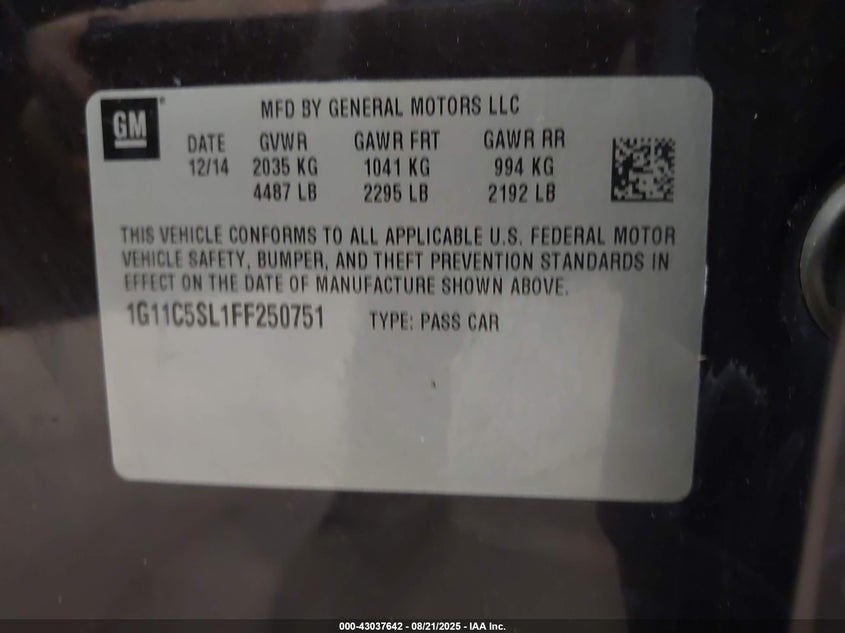 GM
MFD BY GENERAL MOTORS LLC
DATE GVWR GAWR FRT GAWR RR
12/14 2035 KG 1041 KG 994 KG
4487 LB 2295 LB 2192 LB
THIS VEHICLE CONFORMS TO ALL APPLICABLE U.S. FEDERAL MOTOR
VEHICLE SAFETY, BUMPER, AND THEFT PREVENTION STANDARDS IN
EFFECT ON THE DATE OF MANUFACTURE SHOWN ABOVE.
1G11C5SL1FF250751 TYPE: PASS CAR
000-43037642 - 08/21/2025 - IAA Inc.